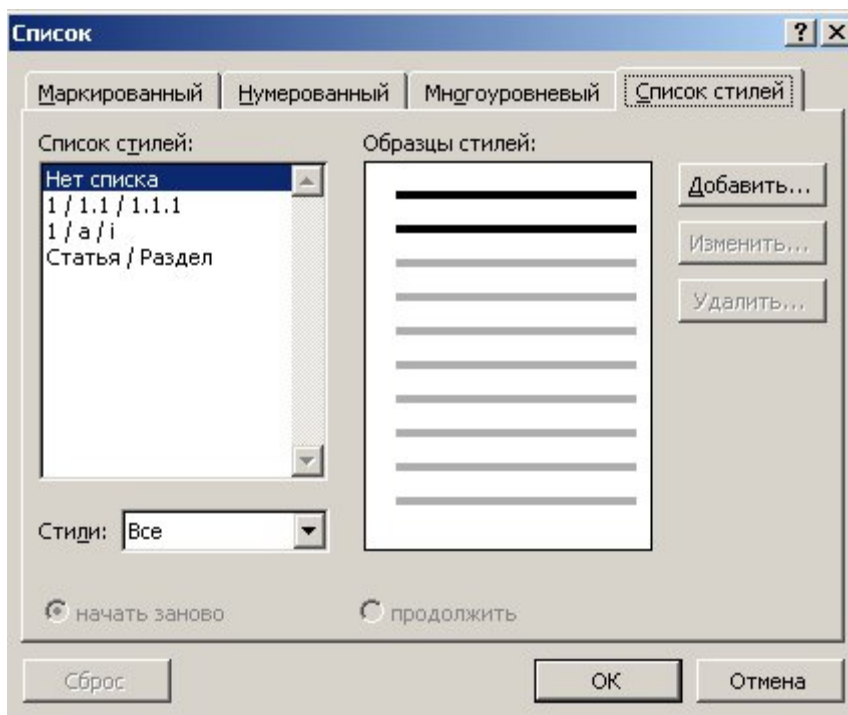 Список
Маркированный Нумерованный Многоуровневый Список стилей
Список стилей: Образцы стилей:
Нет списка
1 / 1.1 / 1.1.1
1 / a / i
Статья / Раздел
Добавить...
Изменить...
Удалить...
Стили: Все
начать заново продолжить
Сброс ОК Отмена